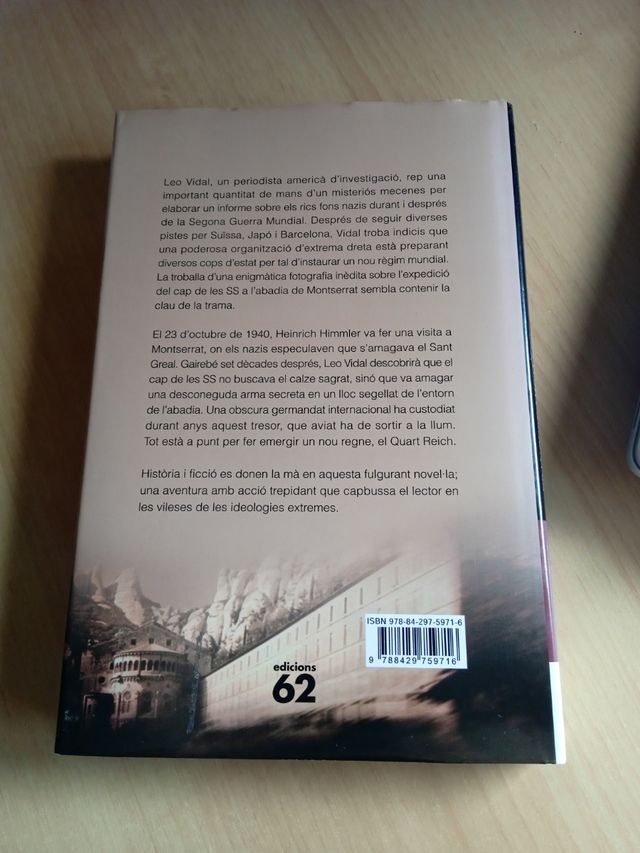 Leo Vidal, un periodista americà d'investigació, rep una
important quantitat de mans d'un misteriós mecenes per
elaborar un informe sobre els rics fons nazis durant i després
de la Segona Guerra Mundial. Després de seguir diverses
pistes per Suïssa, Japó i Barcelona, Vidal troba indicis que
una poderosa organització d'extrema dreta està preparant
diversos cops d'estat per tal d'instaurar un nou règim mundial.
La troballa d'una enigmàtica fotografia inèdita sobre l'expedició
del cap de les SS a l'abadia de Montserrat sembla contenir la
clau de la trama.
El 23 d'octubre de 1940, Heinrich Himmler va fer una visita a
Montserrat, on els nazis especulaven que s'amagava el Sant
Greal. Gairebé set dècades després, Leo Vidal descobrirà que el
cap de les SS no buscava el calze sagrat, sinó que va amagar
una desconeguda arma secreta en un lloc segellat de l'entorn
de l'abadia. Una obscura germandat internacional ha custodiat
durant anys aquest tresor, que aviat ha de sortir a la llum.
Tot està a punt per fer emergir un nou regne, el Quart Reich.
Història i ficció es donen la mà en aquesta fulgurant novel·la;
una aventura amb acció trepidant que capbussa el lector en
les vileses de les ideologies extremes.
ISBN 978-84-297-5971-6
9 788429 759716
edicions
62